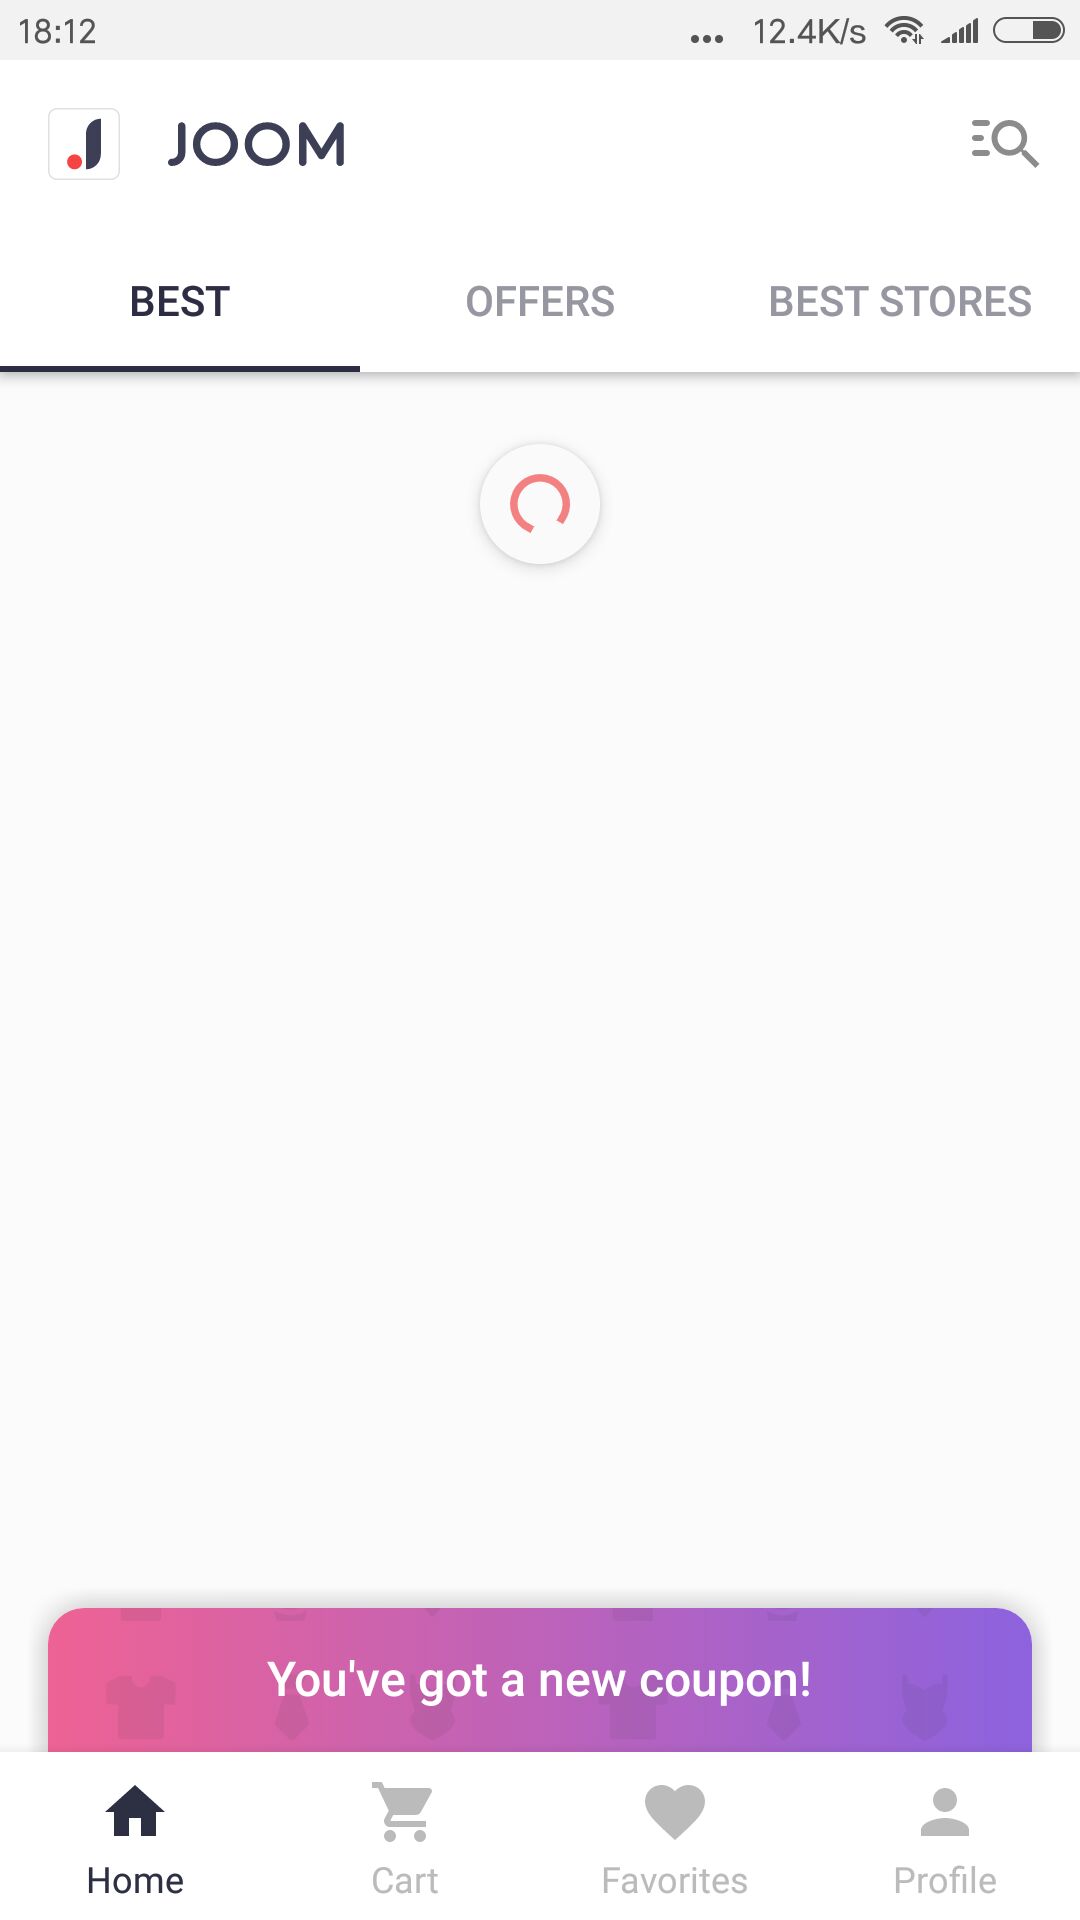 18:12
... 12.4K/s
JOOM
BEST
OFFERS
BEST STORES
You've got a new coupon!
Home
Cart
Favorites
Profile